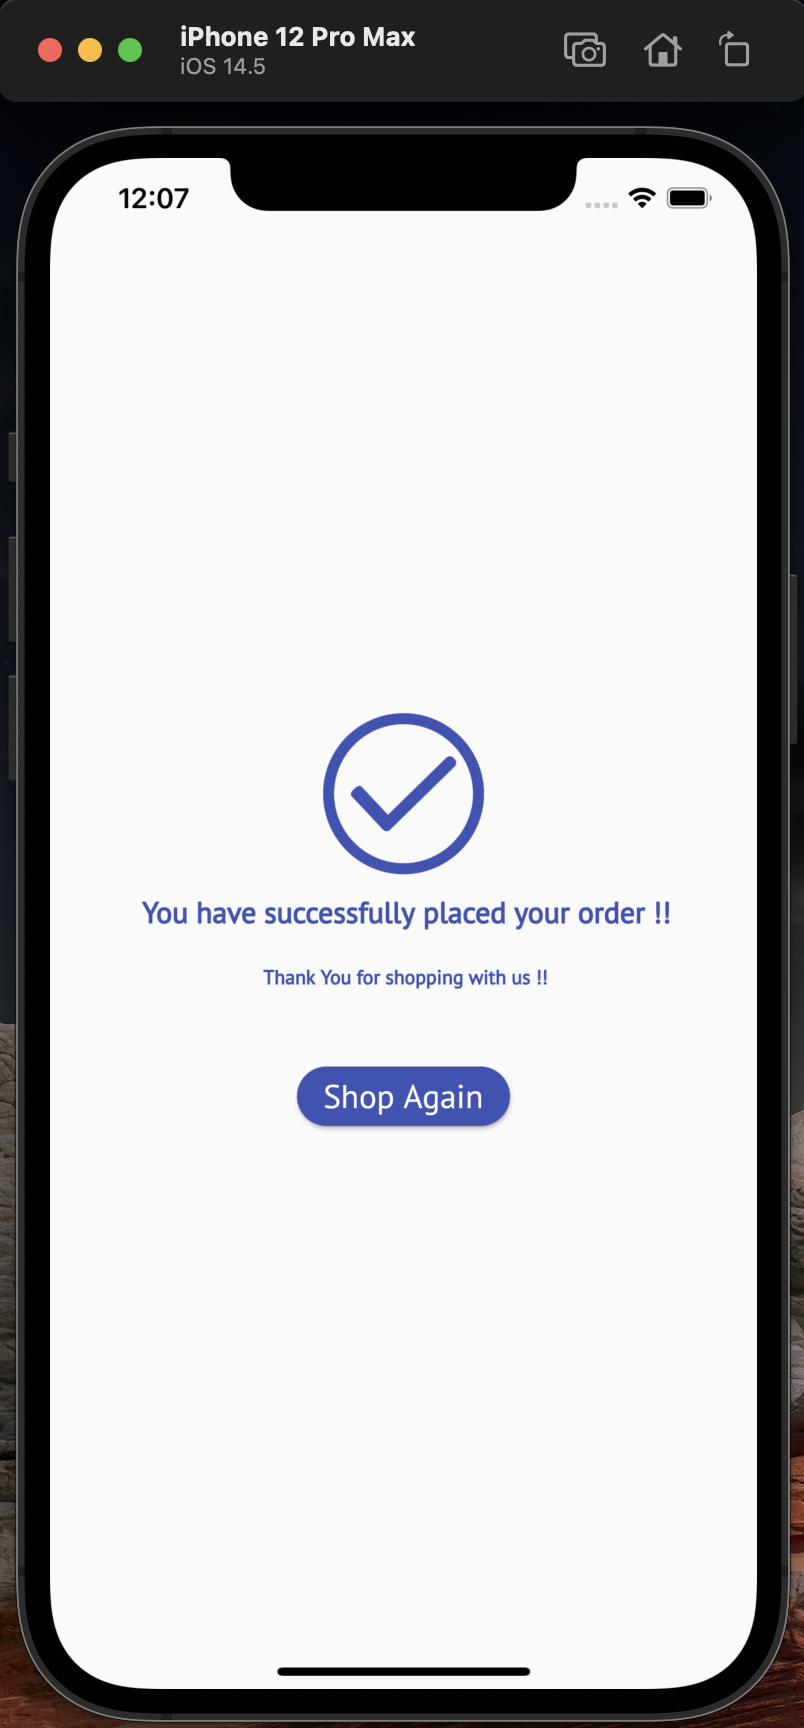 iPhone 12 Pro Max
iOS 14.5
12:07
You have successfully placed your order !!
Thank You for shopping with us !!
Shop Again